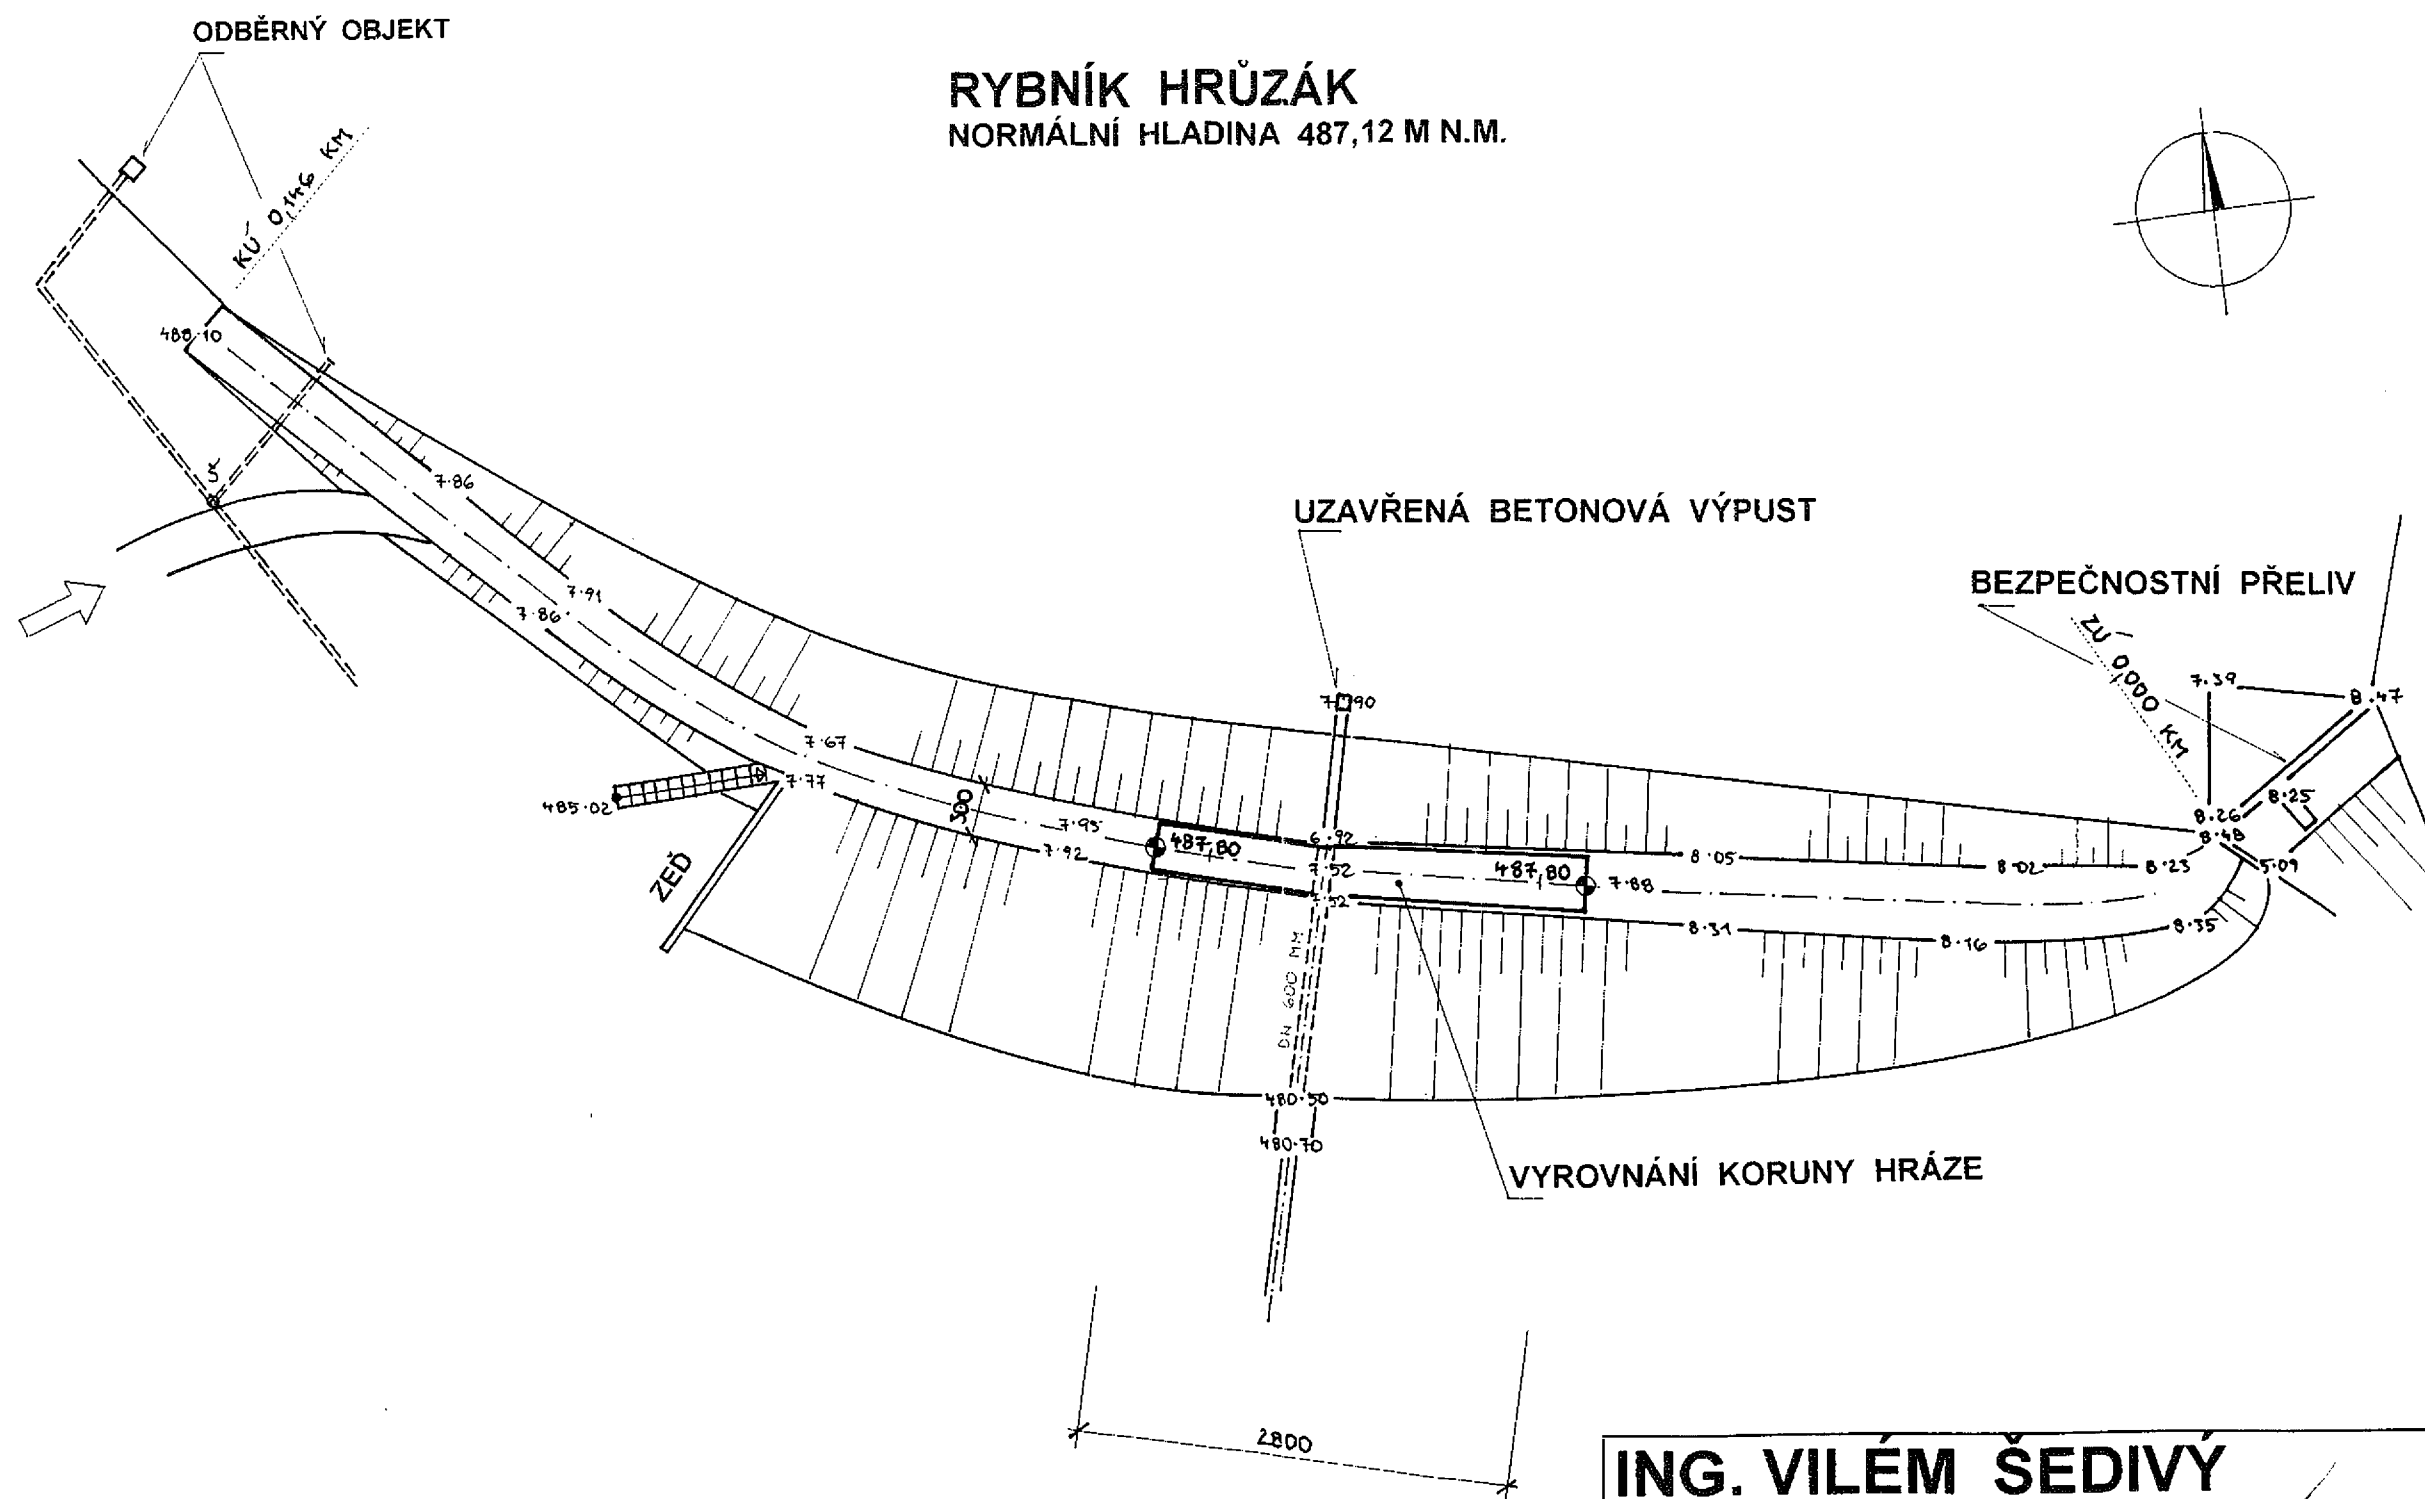 ODBĚRNÝ OBJEKT
RYBNÍK HRŮZÁK
NORMÁLNÍ HLADINA 487,12 M N.M.
KÚ 0,146 KM
488.10
Š
7.86
7.91
7.86
UZAVŘENÁ BETONOVÁ VÝPUST
BEZPEČNOSTNÍ PŘELIV
ZÚ 0,000 KM
7.39
8.47
7.90
7.67
7.77
485.02
ZEĎ
500
7.92
487,80
6.92
7.52
7.52
487,80
7.88
8.05
8.02
8.23
8.26
8.25
8.48
5.09
8.31
8.16
8.35
DN 600 MM
480.50
480.70
VYROVNÁNÍ KORUNY HRÁZE
2800
ING. VILÉM ŠEDIVÝ